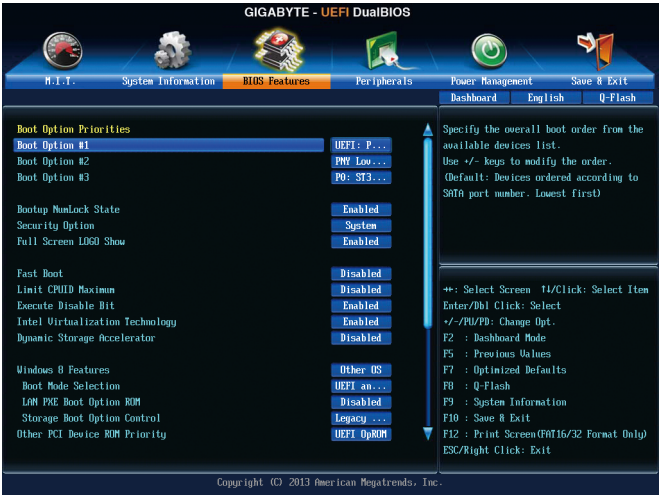 GIGABYTE - UEFI DualBIOS
M.I.T.
System Information
BIOS Features
Peripherals
Power Management
Save & Exit
Dashboard
English
Q-Flash
Boot Option Priorities
Boot Option #1 UEFI: P...
Boot Option #2 PNY Lov...
Boot Option #3 P0: ST3...
Bootup NumLock State Enabled
Security Option System
Full Screen LOGO Show Enabled
Fast Boot Disabled
Limit CPUID Maximum Disabled
Execute Disable Bit Enabled
Intel Virtualization Technology Enabled
Dynamic Storage Accelerator Disabled
Windows 8 Features Other OS
Boot Mode Selection UEFI an...
LAN PXE Boot Option ROM Disabled
Storage Boot Option Control Legacy ...
Other PCI Device ROM Priority UEFI OpROM
Specify the overall boot order from the
available devices list.
Use +/- keys to modify the order.
(Default: Devices ordered according to
SATA port number. Lowest first)
→←: Select Screen ↑↓/Click: Select Item
Enter/Dbl Click: Select
+/-/PU/PD: Change Opt.
F2 : Dashboard Mode
F5 : Previous Values
F7 : Optimized Defaults
F8 : Q-Flash
F9 : System Information
F10 : Save & Exit
F12 : Print Screen(FAT16/32 Format Only)
ESC/Right Click: Exit
Copyright (C) 2013 American Megatrends, Inc.